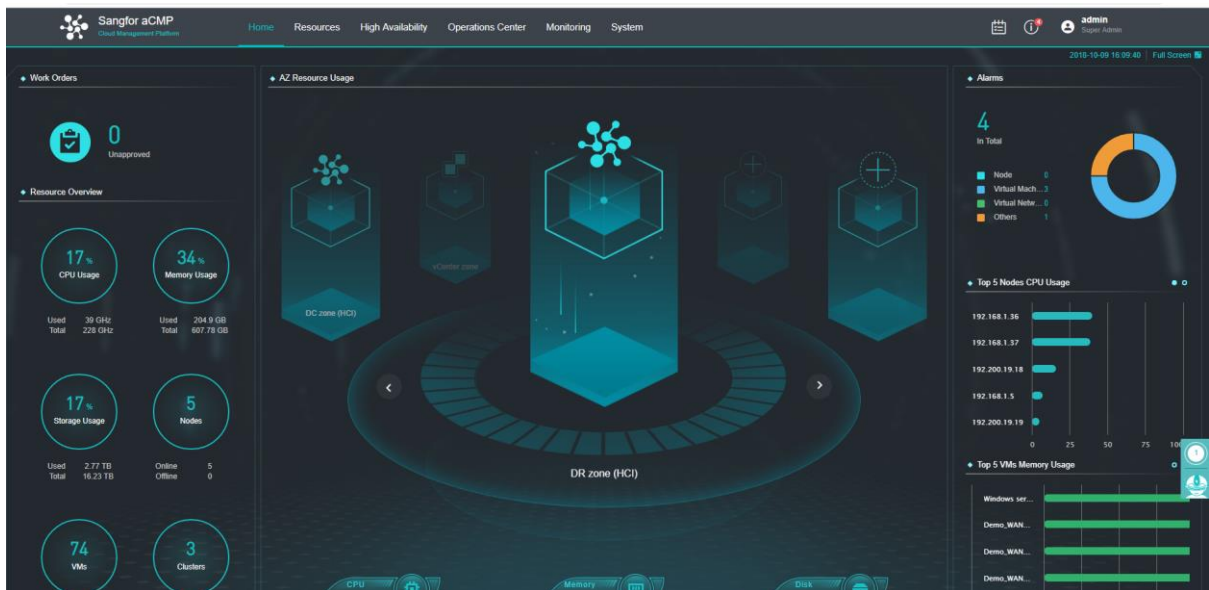 Sangfor aCMP
Cloud Management Platform
Home Resources High Availability Operations Center Monitoring System
4
admin
Super Admin
2018-10-09 16:09:40 Full Screen
Work Orders
0
Unapproved
Resource Overview
17 %
CPU Usage
Used 39 GHz
Total 228 GHz
34 %
Memory Usage
Used 204.9 GB
Total 607.78 GB
17 %
Storage Usage
Used 2.77 TB
Total 16.23 TB
5
Nodes
Online 5
Offline 0
74
VMs
3
Clusters
AZ Resource Usage
DC zone (HCI)
vCenter zone
DR zone (HCI)
CPU
Memory
Disk
Alarms
4
In Total
Node 0
Virtual Mach... 3
Virtual Netw... 0
Others 1
Top 5 Nodes CPU Usage
192.168.1.36
192.168.1.37
192.200.19.18
192.168.1.5
192.200.19.19
0 25 50 75
1
Top 5 VMs Memory Usage
Windows ser...
Demo_WAN...
Demo_WAN...
Demo_WAN...